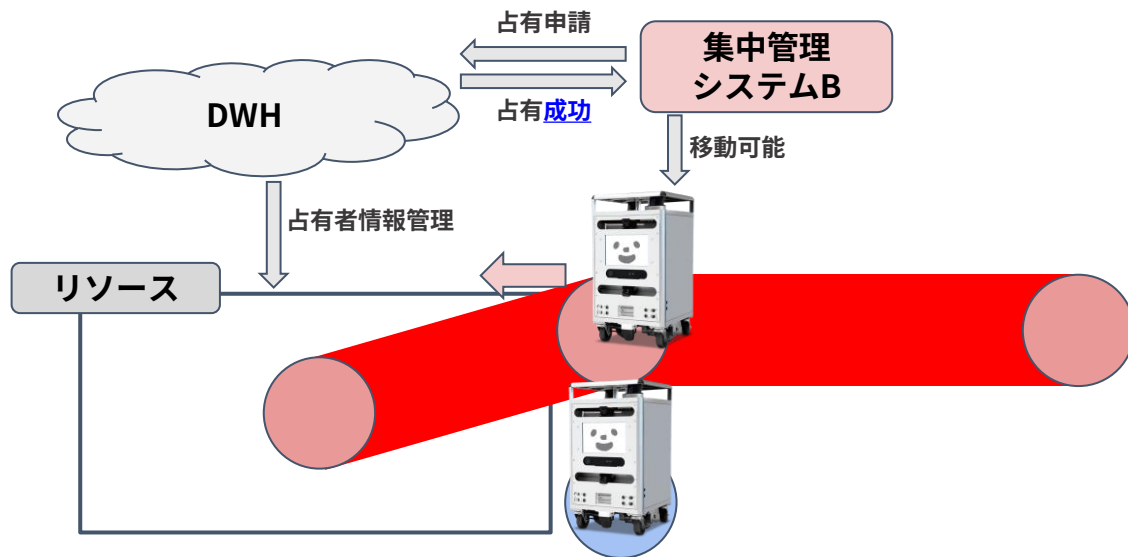 占有申請
集中管理
システムB
DWH
占有成功
移動可能
占有者情報管理
リソース